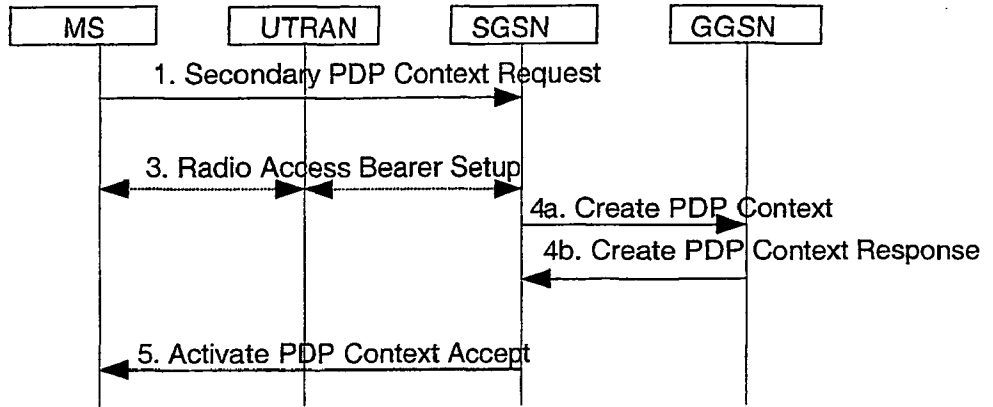 MS UTRAN SGSN GGSN
1. Secondary PDP Context Request
3. Radio Access Bearer Setup
4a. Create PDP Context
4b. Create PDP Context Response
5. Activate PDP Context Accept